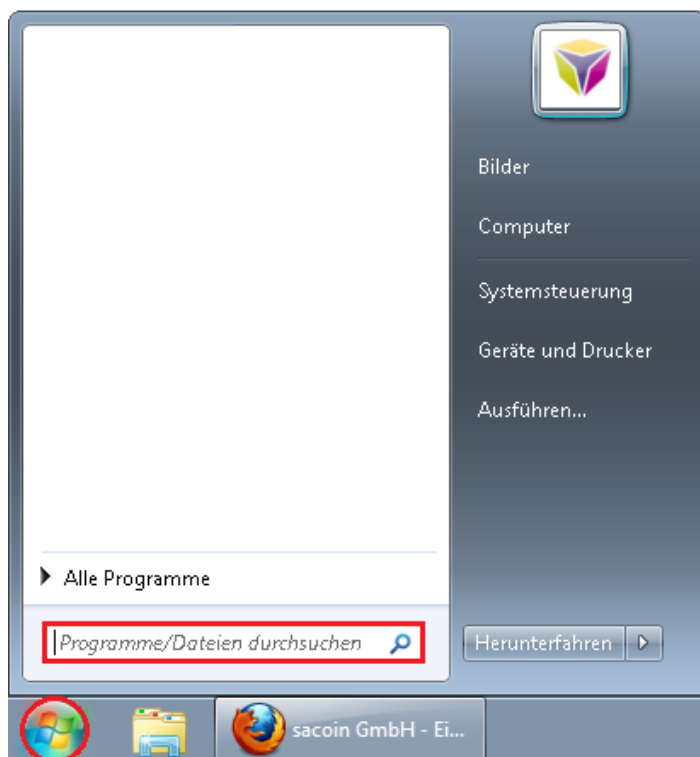 Bilder
Computer
Systemsteuerung
Geräte und Drucker
Ausführen...
Alle Programme
Programme/Dateien durchsuchen
Herunterfahren
sacoin GmbH - Ei...